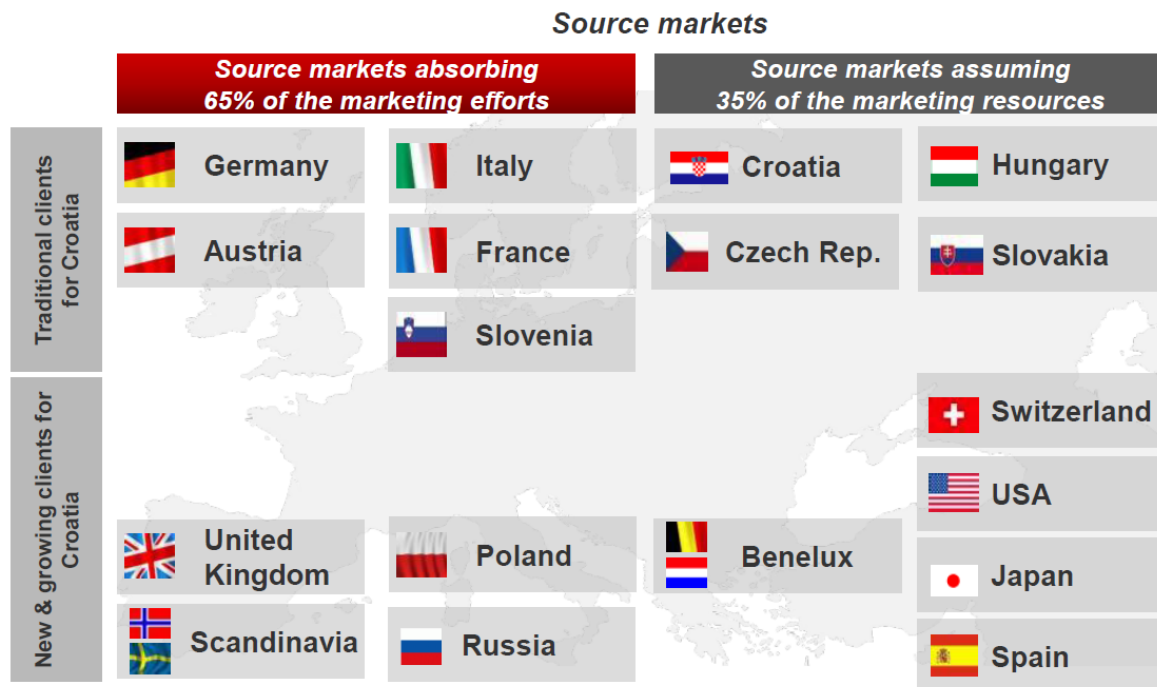 Source markets
Source markets absorbing
65% of the marketing efforts
Source markets assuming
35% of the marketing resources
Traditional clients
for Croatia
Germany
Italy
Croatia
Hungary
Austria
France
Czech Rep.
Slovakia
Slovenia
New & growing clients for
Croatia
Switzerland
USA
United
Kingdom
Poland
Benelux
Japan
Scandinavia
Russia
Spain